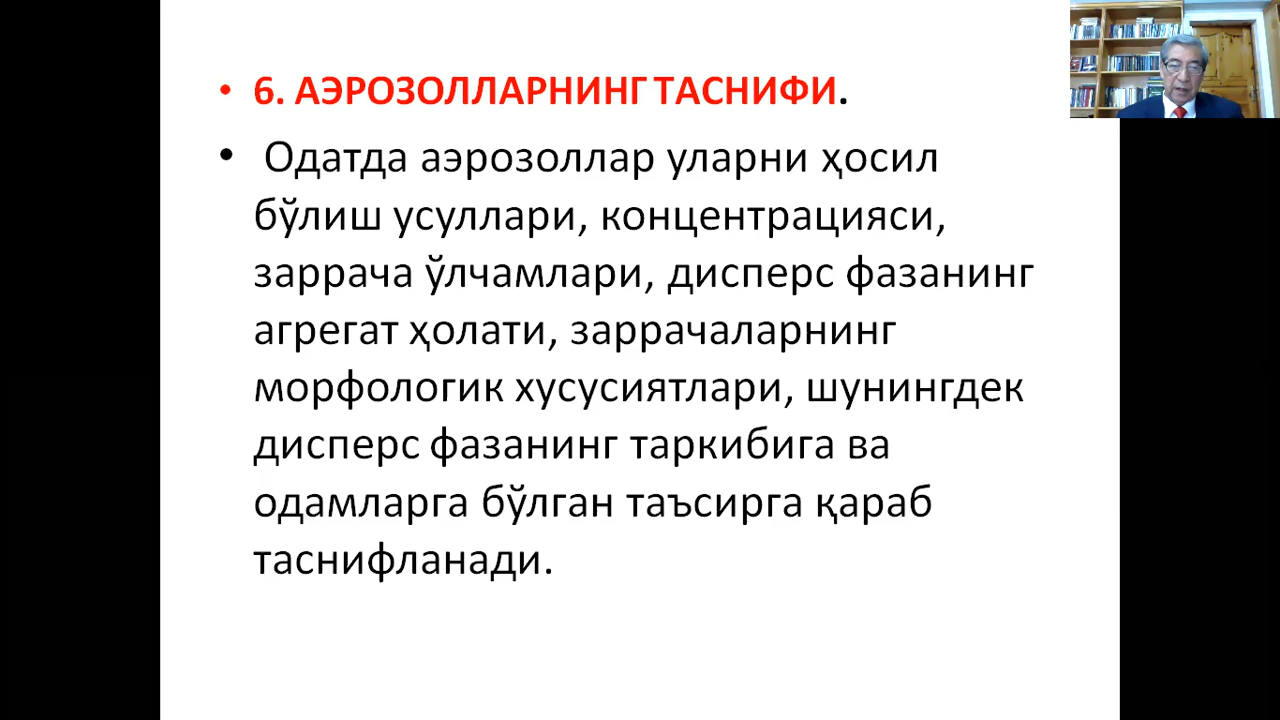 • 6. АЭРОЗОЛЛАРНИНГ ТАСНИФИ.
• Одатда аэрозоллар уларни ҳосил
бўлиш усуллари, концентрацияси,
заррача ўлчамлари, дисперс фазанинг
агрегат ҳолати, заррачаларнинг
морфологик хусусиятлари, шунингдек
дисперс фазанинг таркибига ва
одамларга бўлган таъсирга қараб
таснифланади.